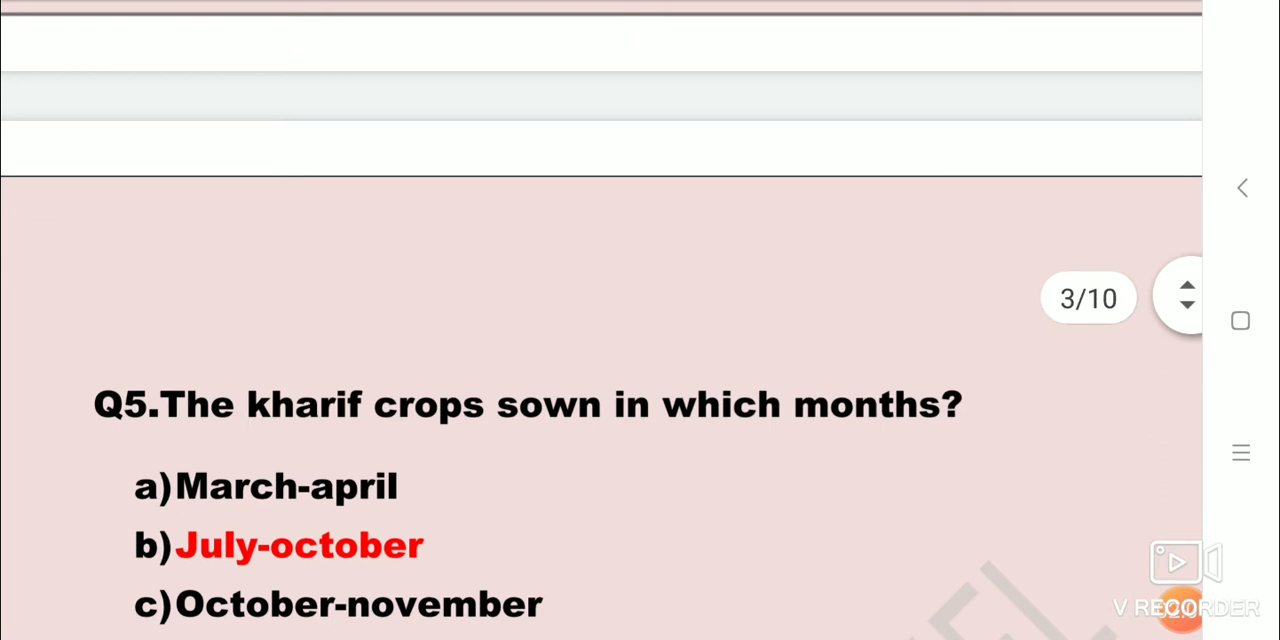 3/10
Q5.The kharif crops sown in which months?
a)March-april
b)July-october
c)October-november
V RECORDER